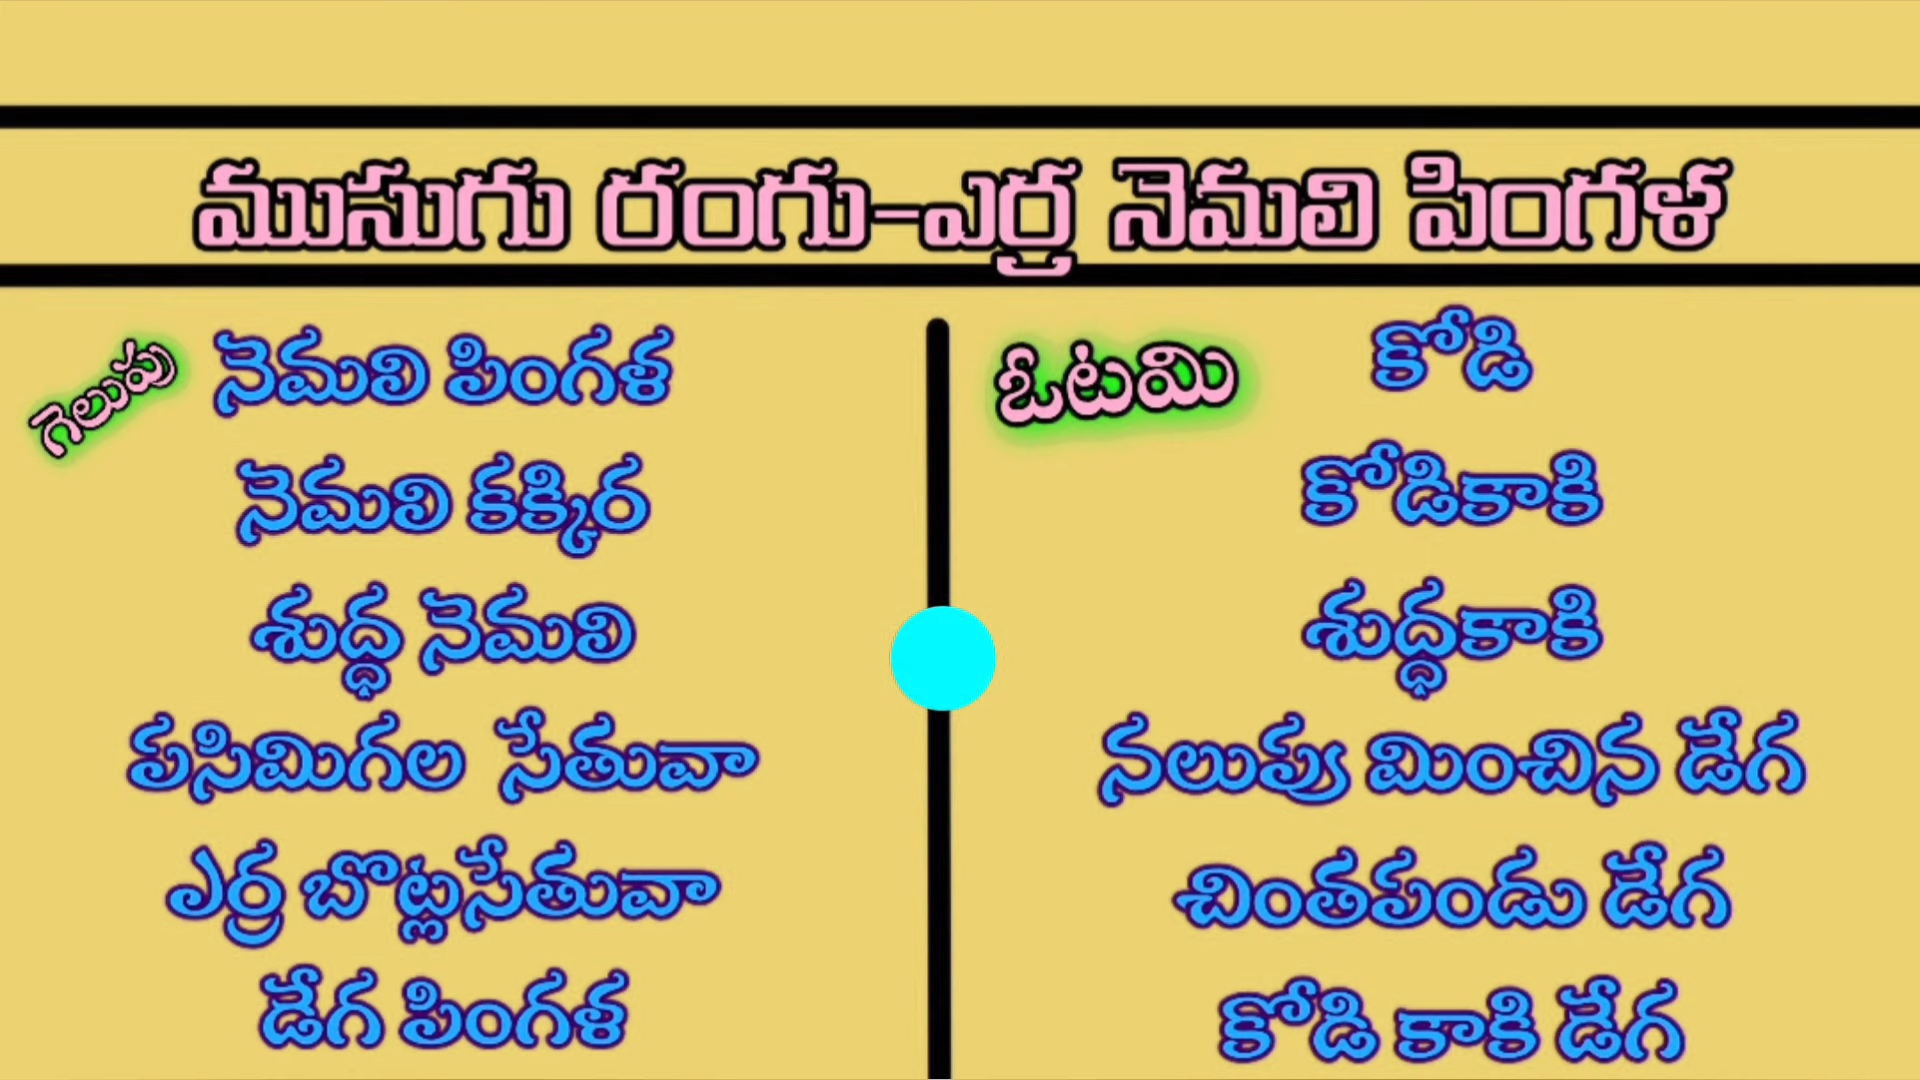 ముసుగు రంగు-ఎర్ర నెమలి పింగళ
గెలుపు
నెమలి పింగళ
నెమలి కక్కిర
శుద్ధ నెమలి
పసిమిగల సేతువా
ఎర్ర బొట్లసేతువా
డేగ పింగళ
ఓటమి
కోడి
కోడికాకి
శుద్ధకాకి
నలుపు మించిన డేగ
చింతపండు డేగ
కోడి కాకి డేగ